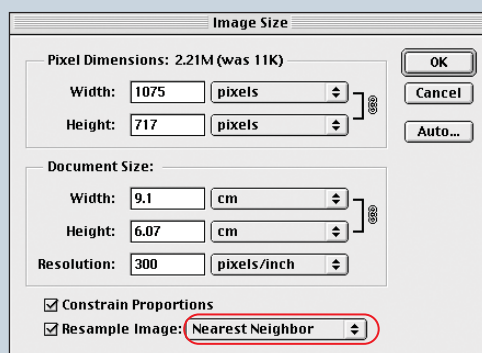 Image Size
Pixel Dimensions: 2.21M (was 11K)
Width: 1075 pixels
Height: 717 pixels
Document Size:
Width: 9.1 cm
Height: 6.07 cm
Resolution: 300 pixels/inch
Constrain Proportions
Resample Image: Nearest Neighbor
OK
Cancel
Auto...